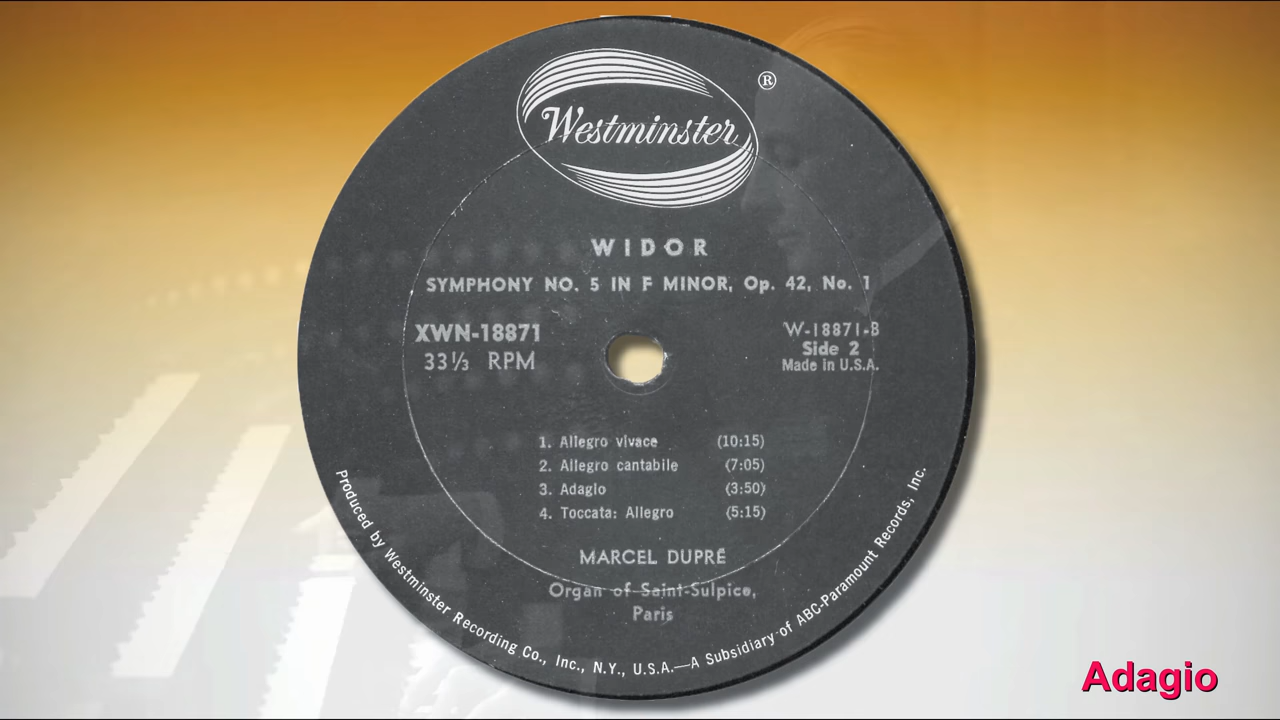 Westminster ®
WIDOR
SYMPHONY NO. 5 IN F MINOR, Op. 42, No. 1
XWN-18871
33⅓ RPM
W-18871-B
Side 2
Made in U.S.A.
1. Allegro vivace (10:15)
2. Allegro cantabile (7:05)
3. Adagio (3:50)
4. Toccata: Allegro (5:15)
MARCEL DUPRÉ
Organ of Saint-Sulpice,
Paris
Produced by Westminster Recording Co., Inc., N.Y., U.S.A.—A Subsidiary of ABC-Paramount Records, Inc.
Adagio